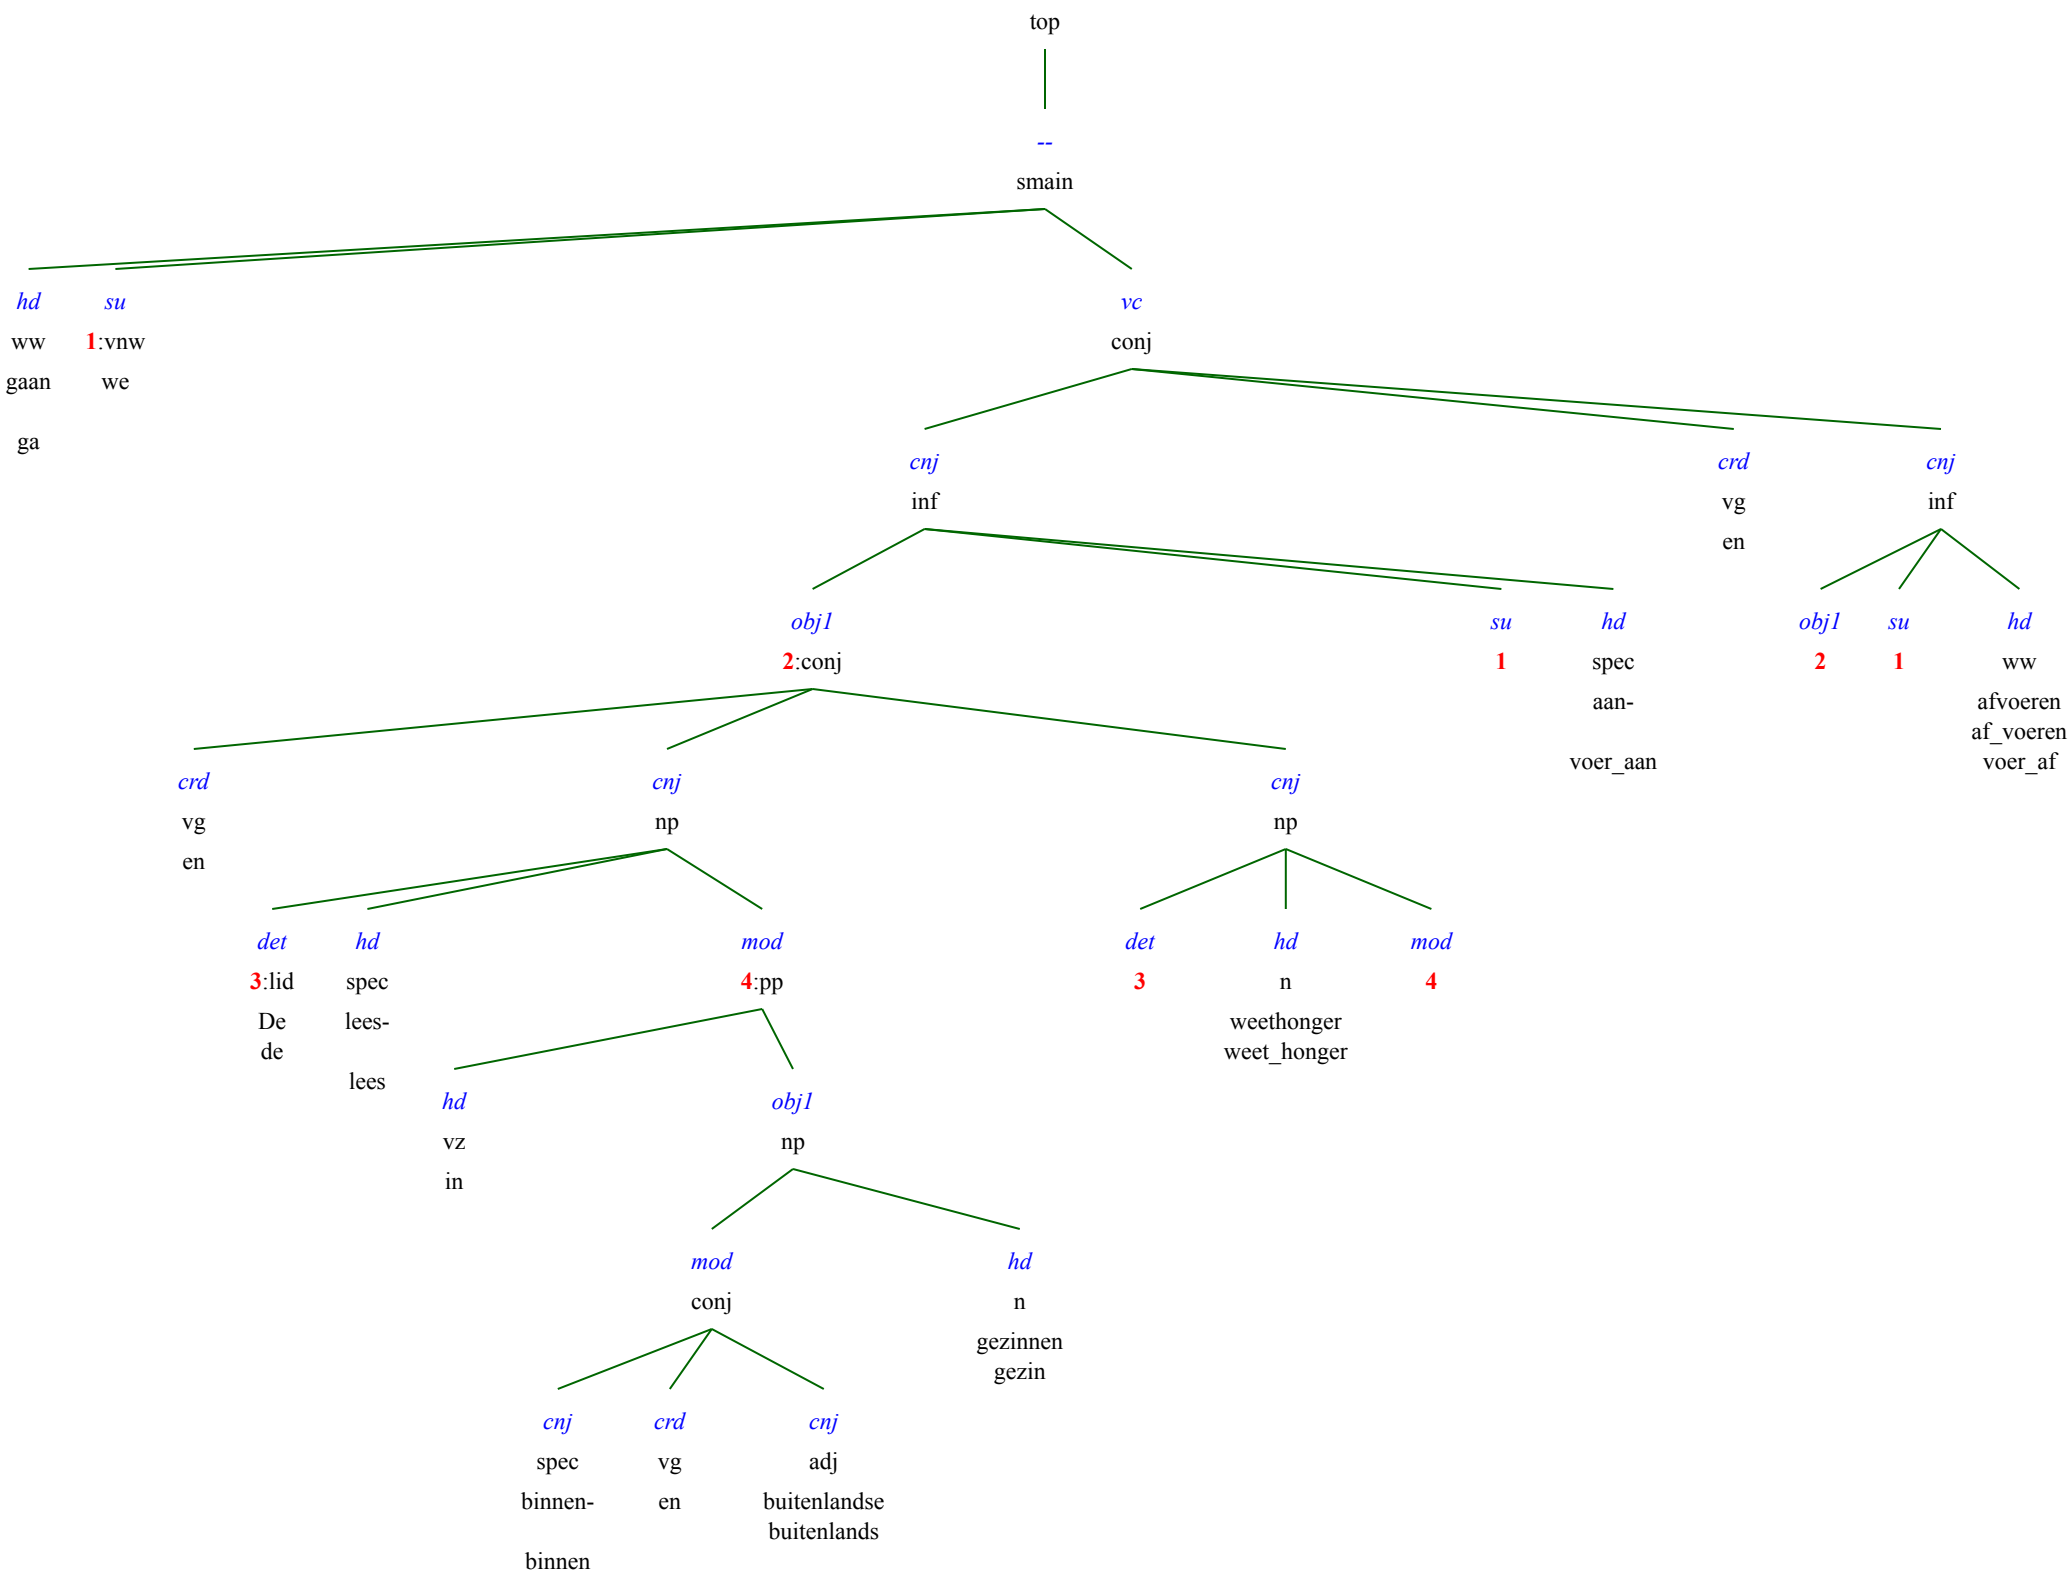 top
--
smain
hd su vc
ww 1:vnw conj
gaan we
ga
cnj crd cnj
inf vg inf
en
obj1 su hd obj1 su hd
2:conj 1 spec 2 1 ww
aan- afvoeren
af_voeren
voer_aan voer_af
crd cnj cnj
vg np np
en
det hd mod det hd mod
3:lid spec 4:pp 3 n 4
De lees- weethonger
de weet_honger
lees
hd obj1
vz np
in
mod hd
conj n
gezinnen
gezin
cnj crd cnj
spec vg adj
binnen- en buitenlandse
buitenlands
binnen